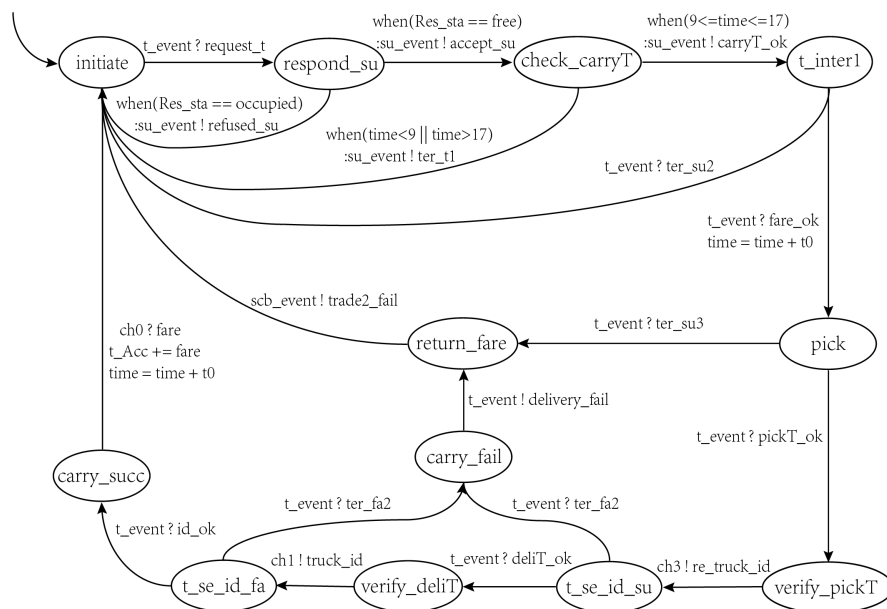 when(Res_sta == free)
:su_event ! accept_su
when(9<=time<=17)
:su_event ! carryT_ok
t_event ? request_t
initiate
respond_su
check_carryT
t_inter1
when(Res_sta == occupied)
:su_event ! refused_su
when(time<9 || time>17)
:su_event ! ter_t1
t_event ? ter_su2
t_event ? fare_ok
time = time + t0
scb_event ! trade2_fail
ch0 ? fare
t_Acc += fare
time = time + t0
t_event ? ter_su3
return_fare
pick
t_event ! delivery_fail
t_event ? pickT_ok
carry_fail
carry_succ
t_event ? ter_fa2
t_event ? ter_fa2
t_event ? id_ok
ch1 ! truck_id
t_event ? deliT_ok
ch3 ! re_truck_id
t_se_id_fa
verify_deliT
t_se_id_su
verify_pickT